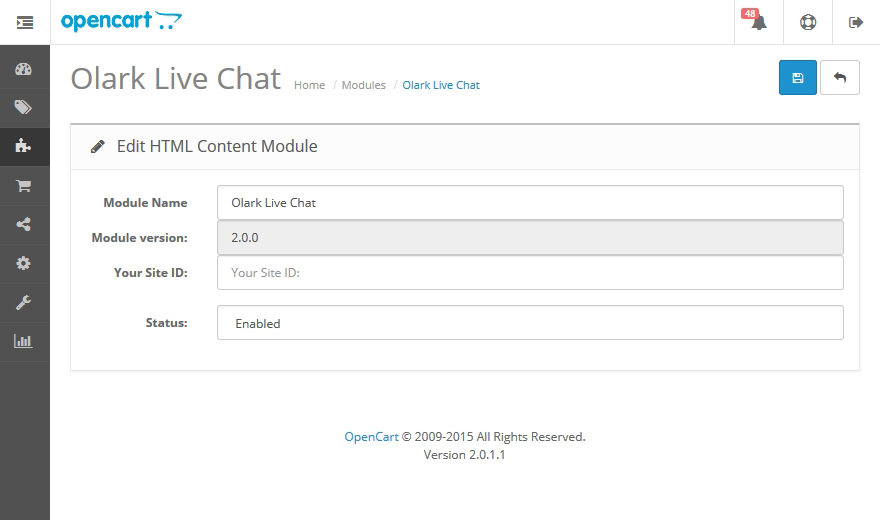 opencart
48
Olark Live Chat
Home / Modules / Olark Live Chat
Edit HTML Content Module
Module Name Olark Live Chat
Module version: 2.0.0
Your Site ID: Your Site ID:
Status: Enabled
OpenCart © 2009-2015 All Rights Reserved.
Version 2.0.1.1